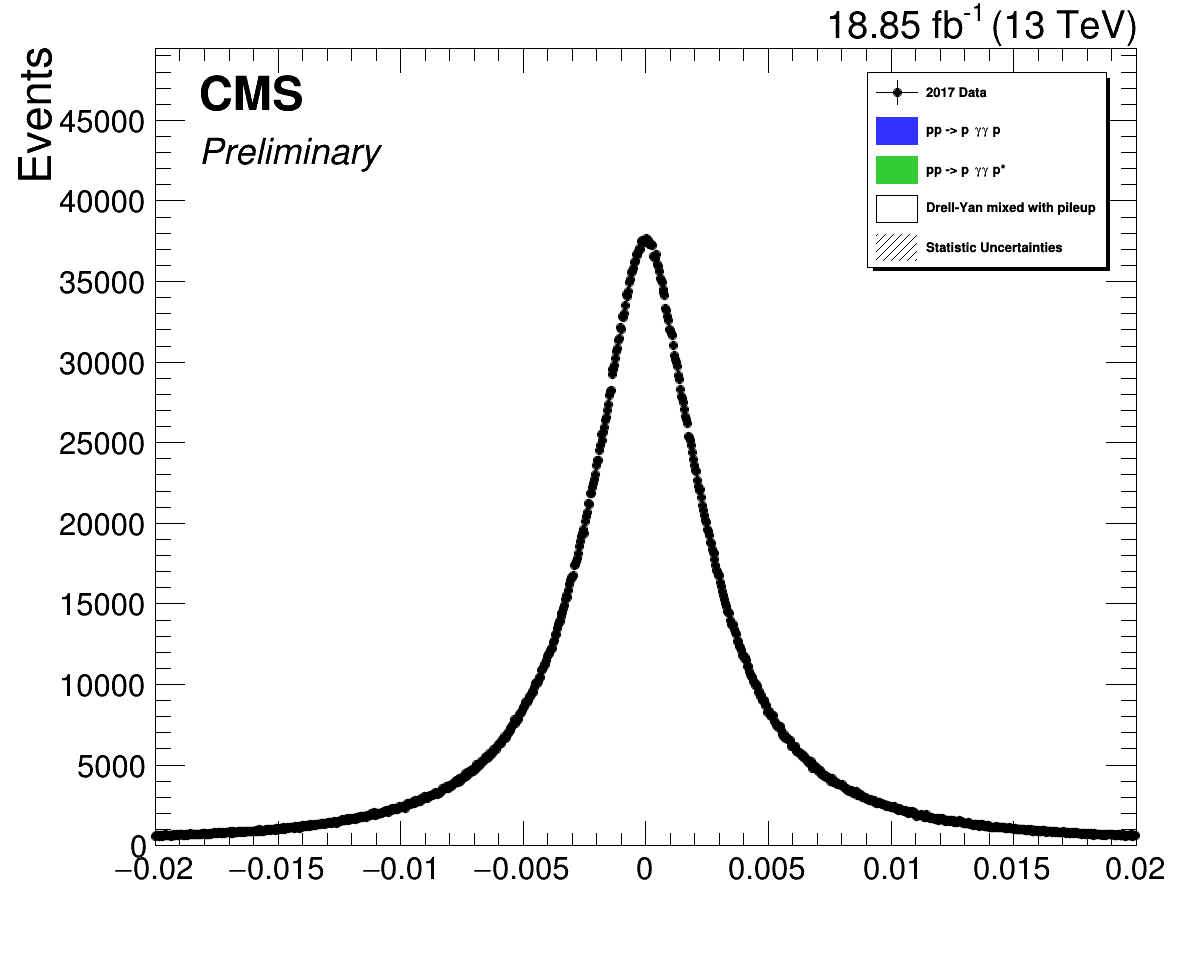 18.85 fb⁻¹ (13 TeV)
Events
CMS
Preliminary
2017 Data
pp -> p γγ p
pp -> p γγ p*
Drell-Yan mixed with pileup
Statistic Uncertainties
45000
40000
35000
30000
25000
20000
15000
10000
5000
0
−0.02 −0.015 −0.01 −0.005 0 0.005 0.01 0.015 0.02